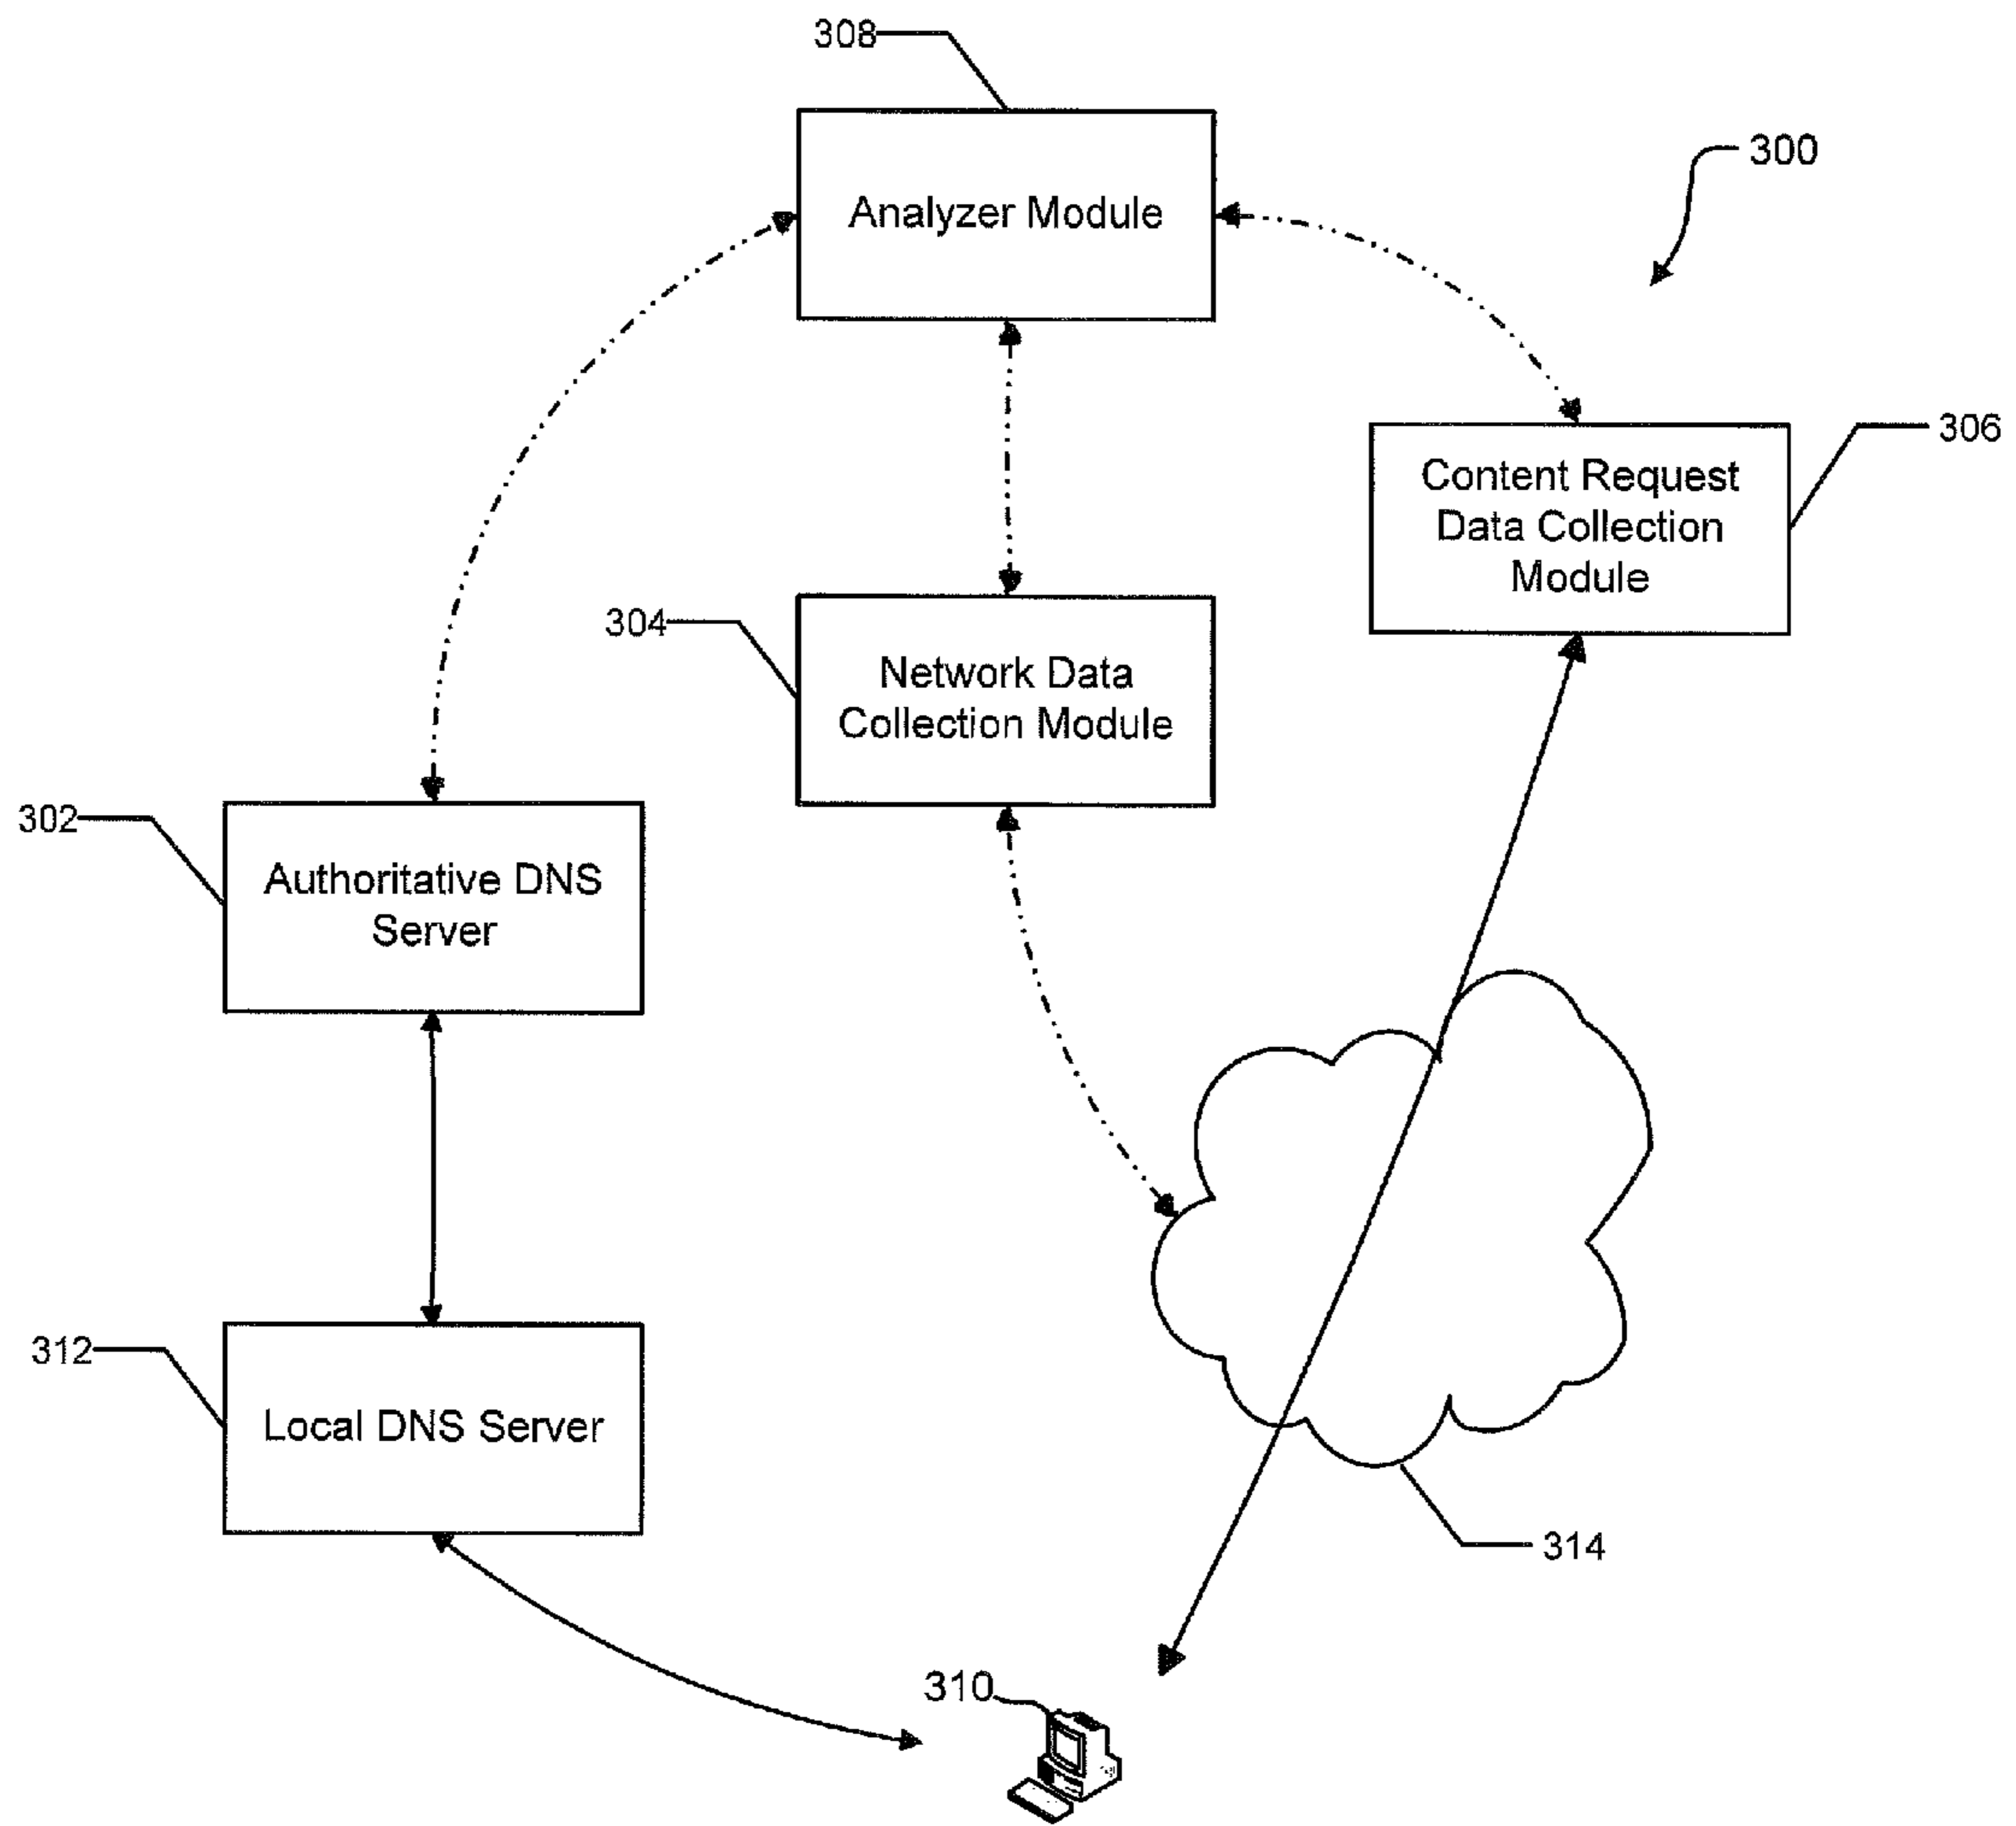 308
Analyzer Module
300
306
Content Request
Data Collection
Module
304
Network Data
Collection Module
302
Authoritative DNS
Server
312
Local DNS Server
314
310